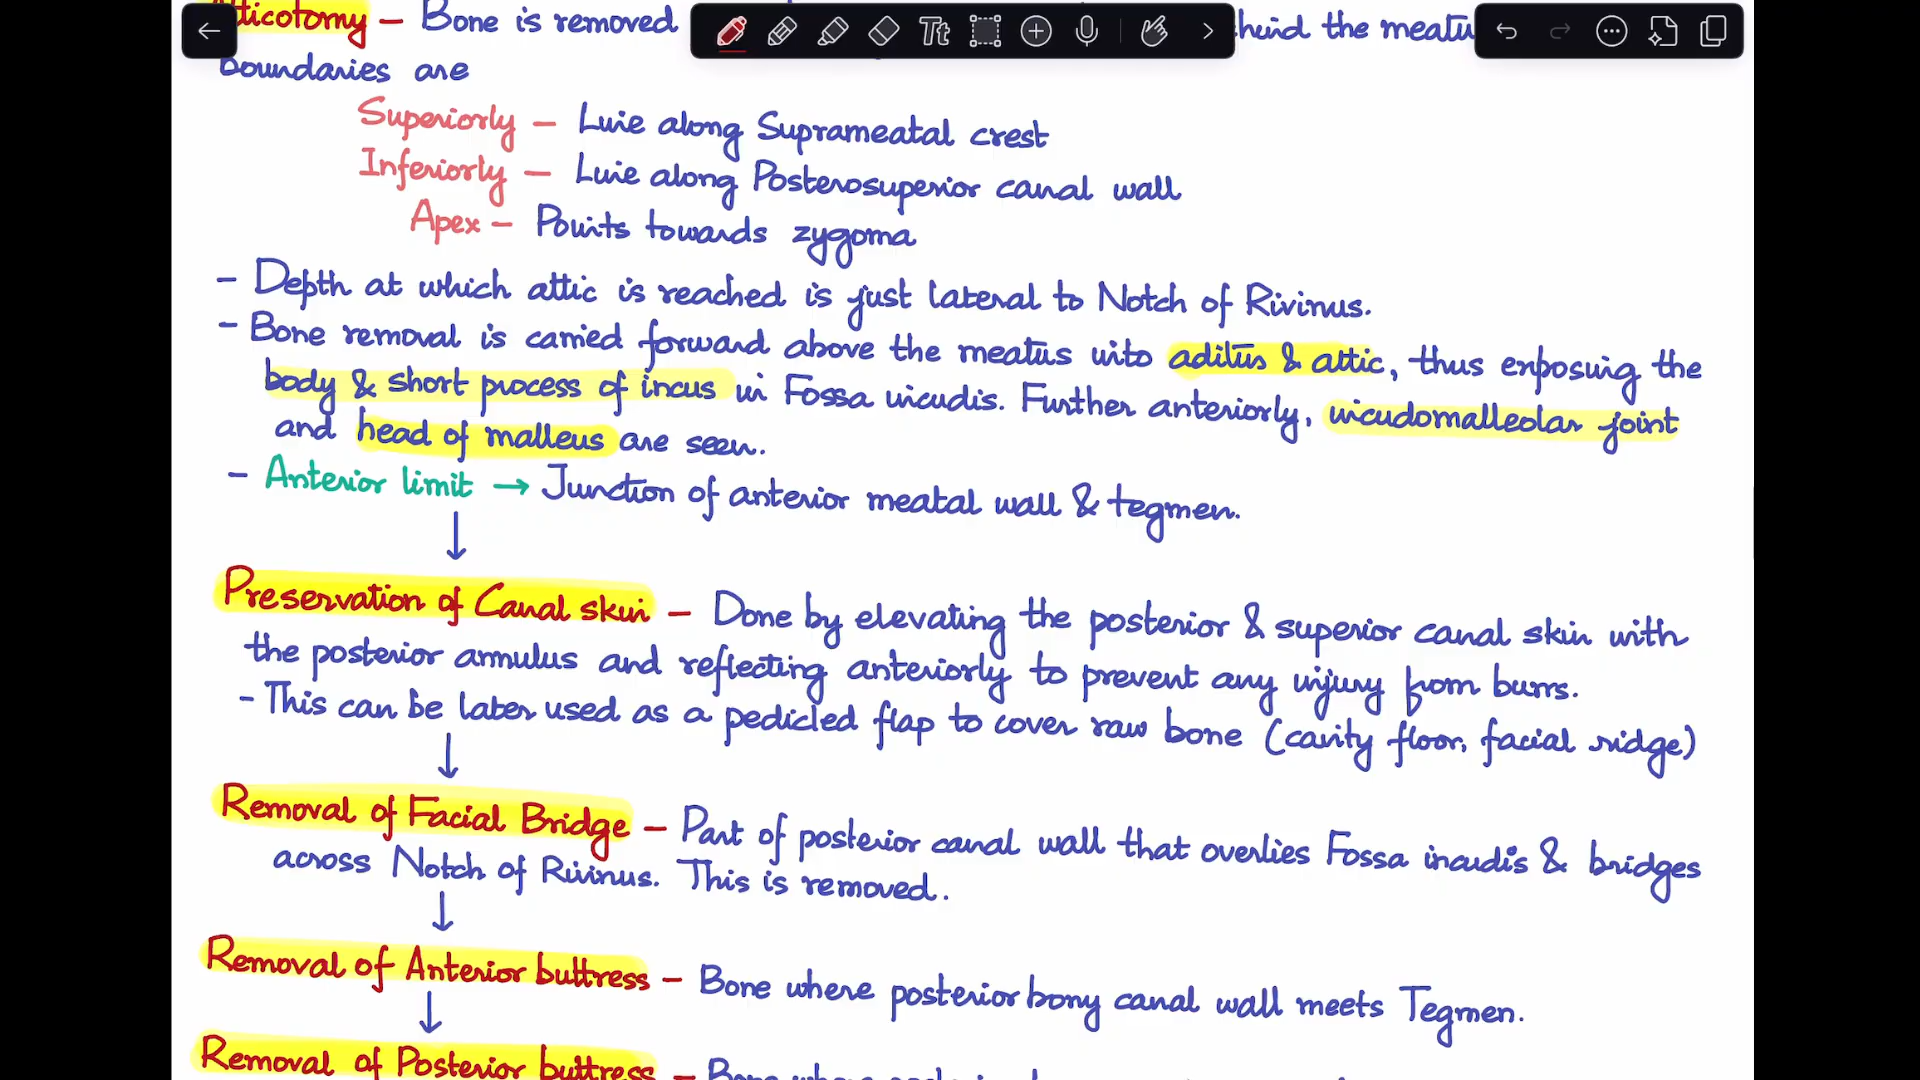 Atticotomy – Bone is removed hind the meatu
boundaries are
Superiorly – Line along Suprameatal crest
Inferiorly – Line along Posterosuperior canal wall
Apex – Points towards zygoma
– Depth at which attic is reached is just lateral to Notch of Rivinus.
– Bone removal is carried forward above the meatus into aditus & attic, thus exposing the
body & short process of incus in Fossa incudis. Further anteriorly, incudomalleolar joint
and head of malleus are seen.
– Anterior limit → Junction of anterior meatal wall & tegmen.
↓
Preservation of Canal skin – Done by elevating the posterior & superior canal skin with
the posterior annulus and reflecting anteriorly to prevent any injury from burrs.
– This can be later used as a pedicled flap to cover raw bone (cavity floor, facial ridge)
↓
Removal of Facial Bridge – Part of posterior canal wall that overlies Fossa incudis & bridges
across Notch of Rivinus. This is removed.
↓
Removal of Anterior buttress – Bone where posterior bony canal wall meets Tegmen.
↓
Removal of Posterior buttress – Bone where